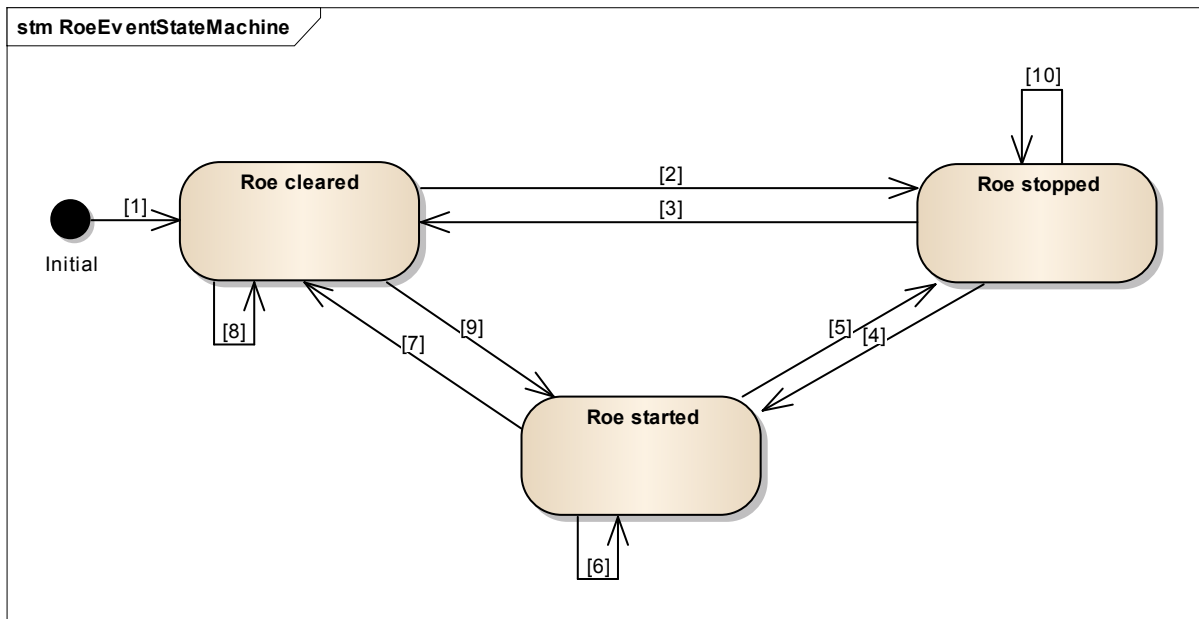 stm RoeEventStateMachine
[10]
Roe cleared
[2]
Roe stopped
[1]
[3]
Initial
[8]
[9]
[7]
[5]
[4]
Roe started
[6]